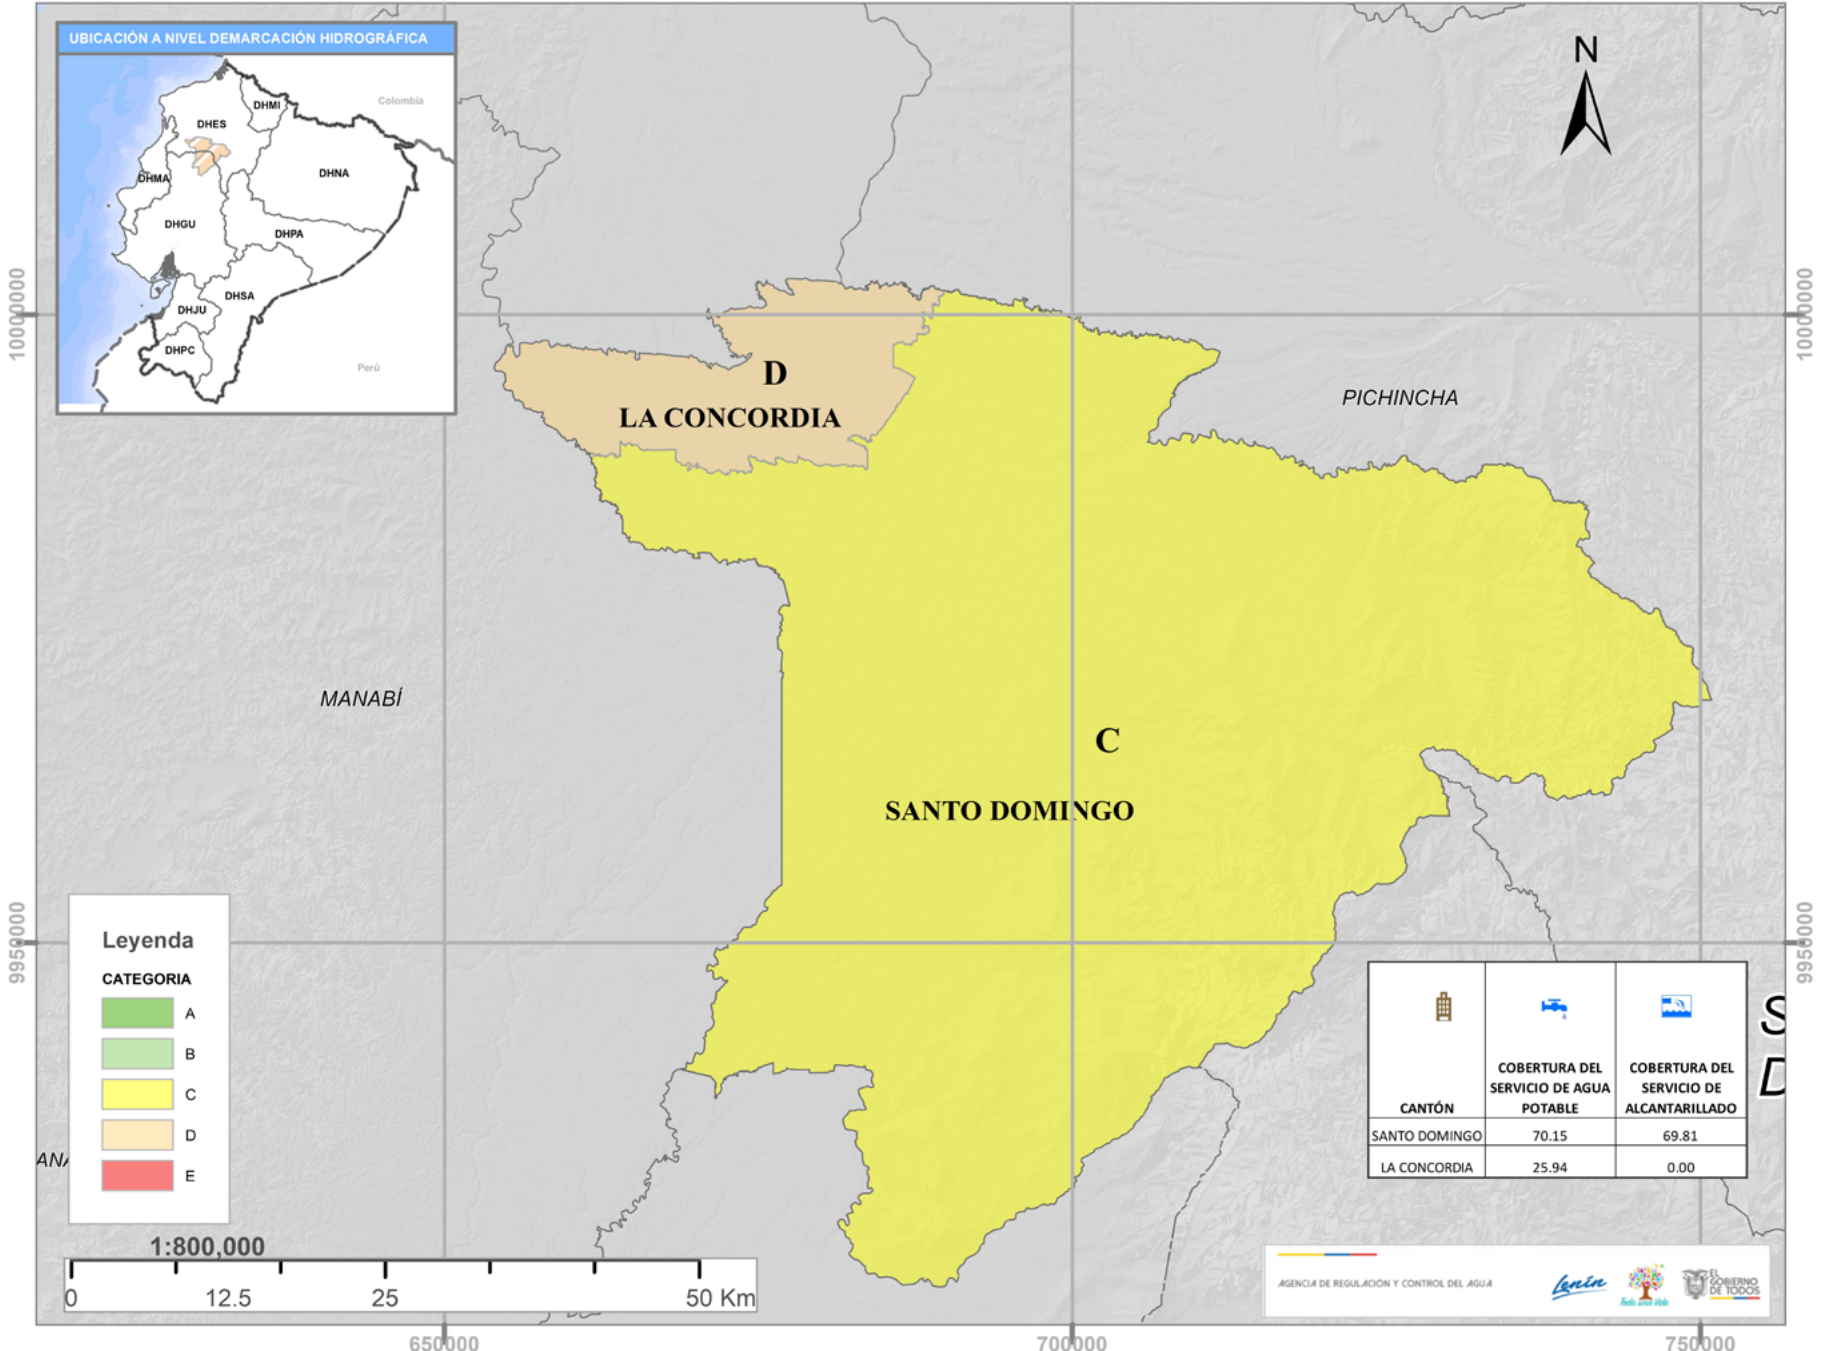 UBICACIÓN A NIVEL DEMARCACIÓN HIDROGRÁFICA
Colombia
DHMI
DHES
DHNA
DHMA
DHGU
DHPA
DHSA
DHJU
DHPC
Perú
N
10000000
10000000
D
LA CONCORDIA
PICHINCHA
MANABÍ
C
SANTO DOMINGO
9950000
9950000
Leyenda
CATEGORIA
A
B
C
D
E
CANTÓN
COBERTURA DEL
SERVICIO DE AGUA
POTABLE
COBERTURA DEL
SERVICIO DE
ALCANTARILLADO
SANTO DOMINGO 70.15 69.81
LA CONCORDIA 25.94 0.00
S
D
1:800,000
0 12.5 25 50 Km
AGENCIA DE REGULACIÓN Y CONTROL DEL AGUA
Lenín
Toda una Vida
EL
GOBIERNO
DE TODOS
650000
700000
750000